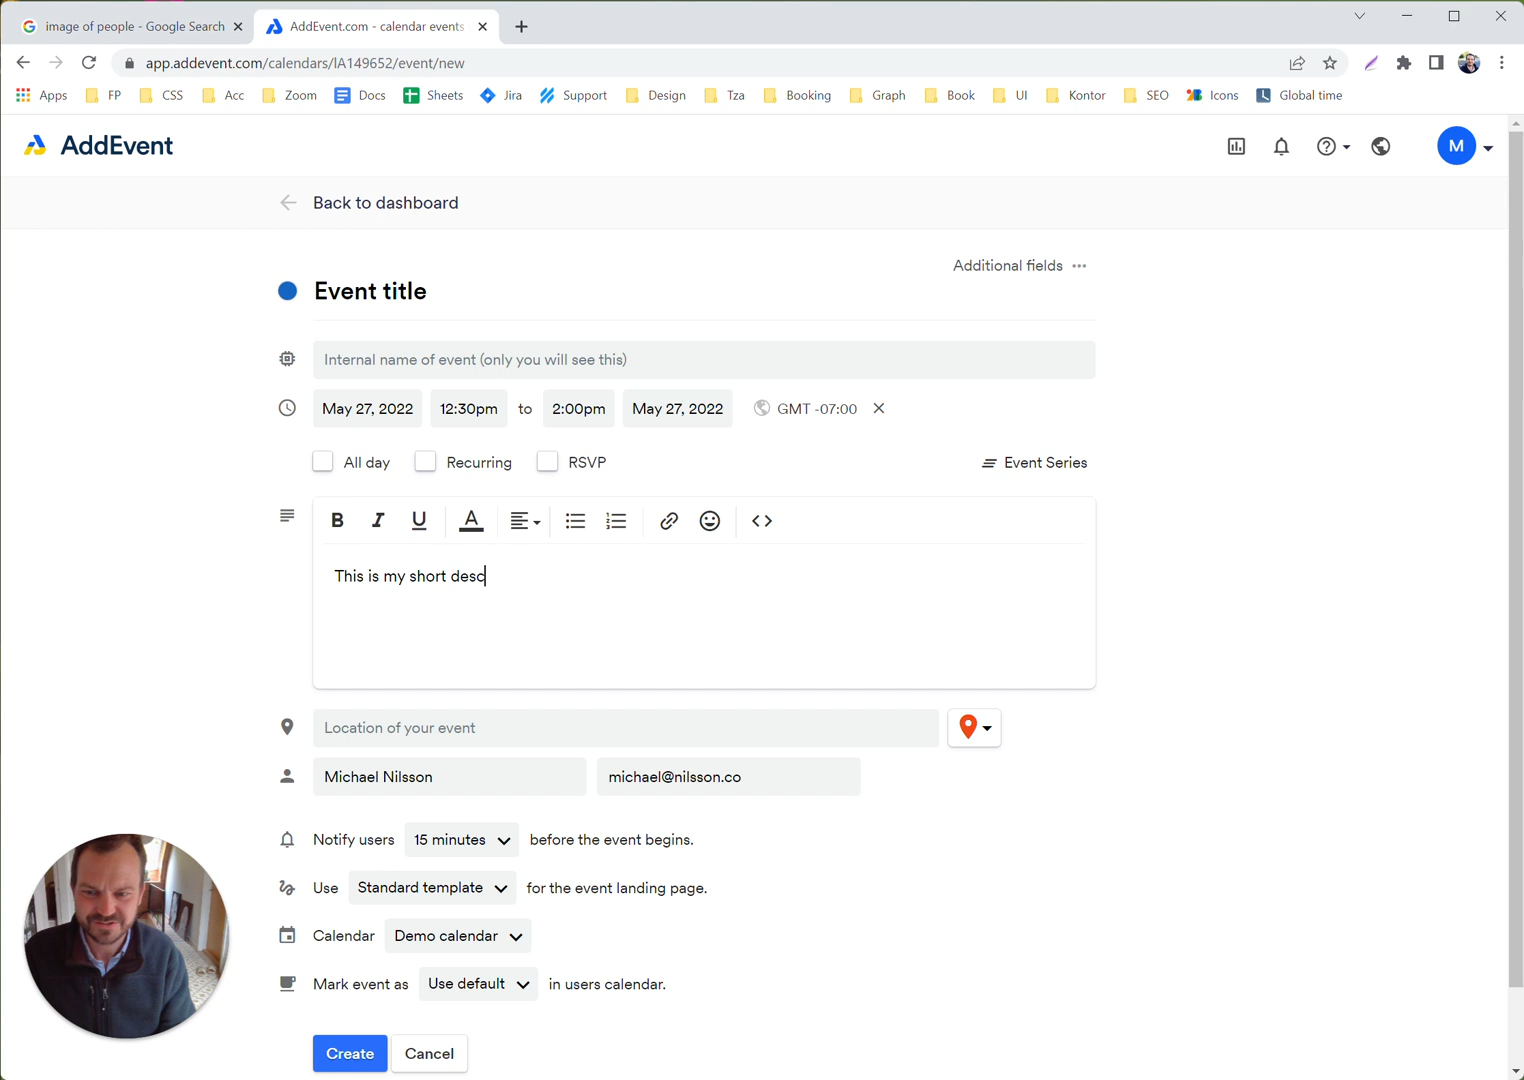 image of people - Google Search
AddEvent.com - calendar events
app.addevent.com/calendars/lA149652/event/new
Apps FP CSS Acc Zoom Docs Sheets Jira Support Design Tza Booking Graph Book UI Kontor SEO Icons Global time
AddEvent
M
Back to dashboard
Additional fields
Event title
Internal name of event (only you will see this)
May 27, 2022 12:30pm to 2:00pm May 27, 2022 GMT -07:00
All day Recurring RSVP Event Series
B I U A
This is my short desc
Location of your event
Michael Nilsson michael@nilsson.co
Notify users 15 minutes before the event begins.
Use Standard template for the event landing page.
Calendar Demo calendar
Mark event as Use default in users calendar.
Create Cancel